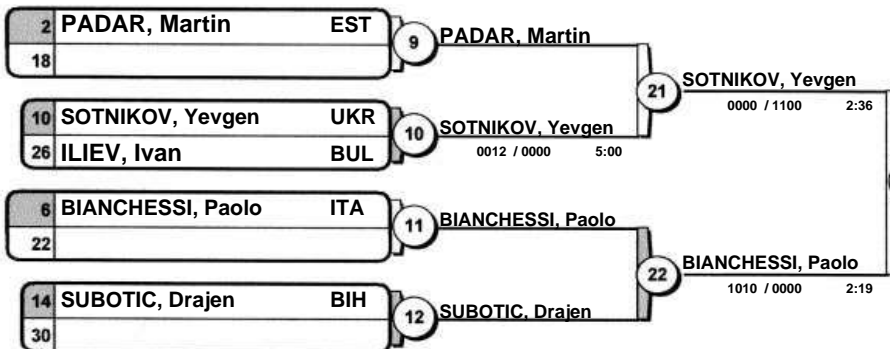 2 PADAR, Martin EST
18
9 PADAR, Martin
10 SOTNIKOV, Yevgen UKR
26 ILIEV, Ivan BUL
10 SOTNIKOV, Yevgen
0012 / 0000 5:00
21 SOTNIKOV, Yevgen
0000 / 1100 2:36
6 BIANCHESSI, Paolo ITA
22
11 BIANCHESSI, Paolo
14 SUBOTIC, Drajen BIH
30
12 SUBOTIC, Drajen
22 BIANCHESSI, Paolo
1010 / 0000 2:19